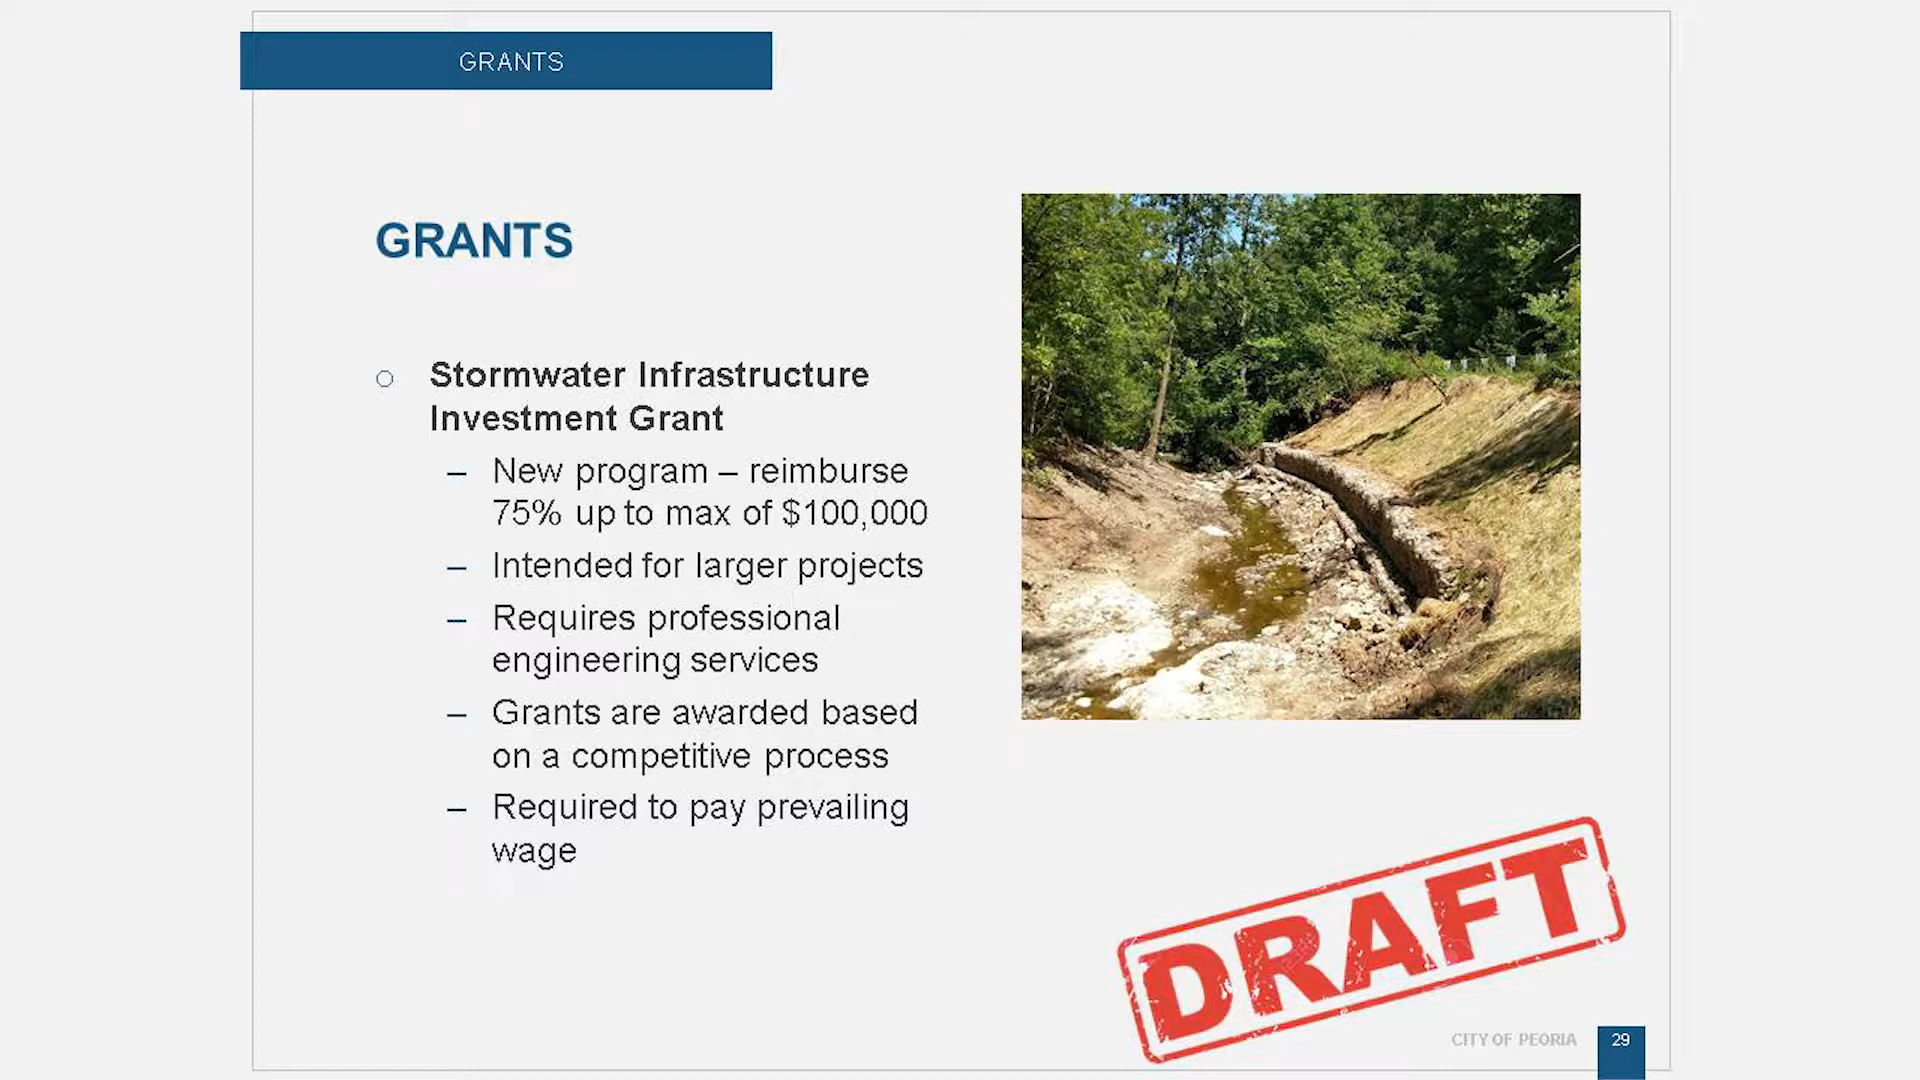 GRANTS
GRANTS
○ Stormwater Infrastructure
Investment Grant
– New program – reimburse
75% up to max of $100,000
– Intended for larger projects
– Requires professional
engineering services
– Grants are awarded based
on a competitive process
– Required to pay prevailing
wage
DRAFT
CITY OF PEORIA
29